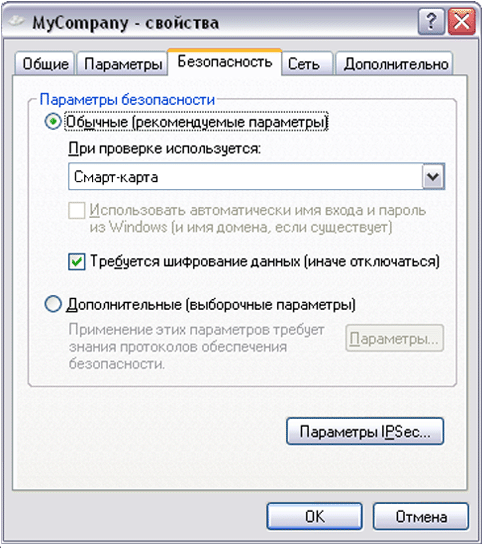 MyCompany - свойства
Общие Параметры Безопасность Сеть Дополнительно
Параметры безопасности
Обычные (рекомендуемые параметры)
При проверке используется:
Смарт-карта
Использовать автоматически имя входа и пароль
из Windows (и имя домена, если существует)
Требуется шифрование данных (иначе отключаться)
Дополнительные (выборочные параметры)
Применение этих параметров требует
знания протоколов обеспечения
безопасности.
Параметры...
Параметры IPSec...
OK Отмена